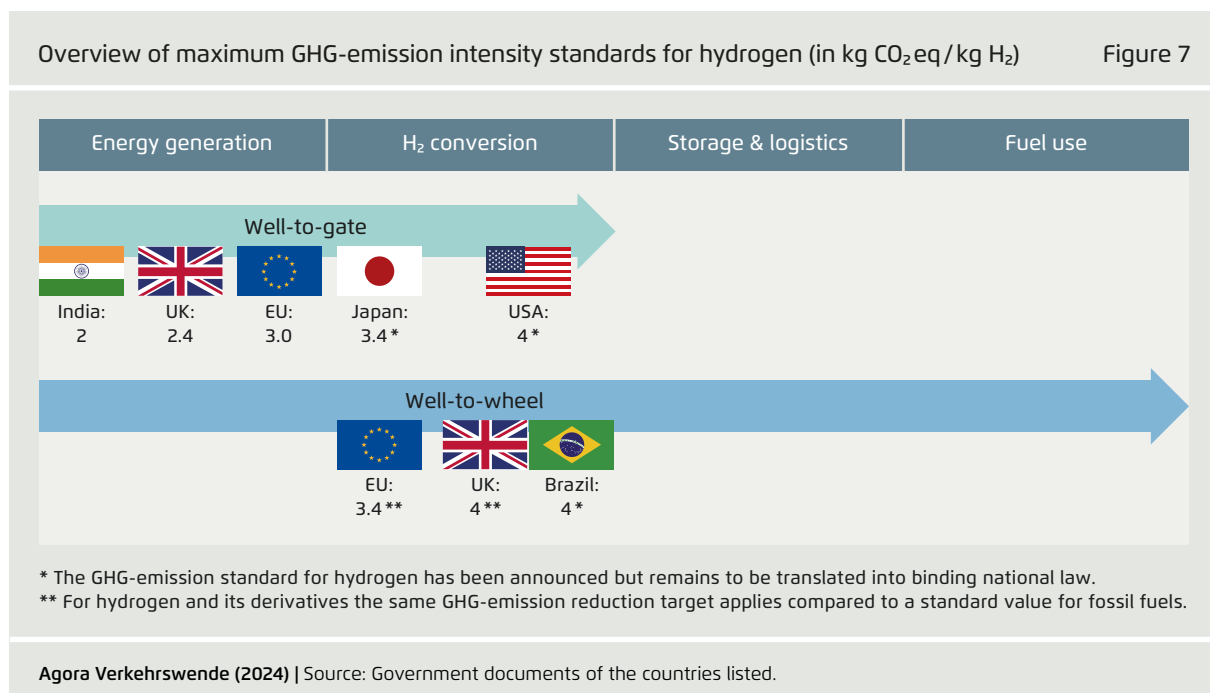 Overview of maximum GHG-emission intensity standards for hydrogen (in kg CO₂eq/kg H₂)
Figure 7
Energy generation
H₂ conversion
Storage & logistics
Fuel use
Well-to-gate
India:
2
UK:
2.4
EU:
3.0
Japan:
3.4*
USA:
4*
Well-to-wheel
EU:
3.4**
UK:
4**
Brazil:
4*
* The GHG-emission standard for hydrogen has been announced but remains to be translated into binding national law.
** For hydrogen and its derivatives the same GHG-emission reduction target applies compared to a standard value for fossil fuels.
Agora Verkehrswende (2024) | Source: Government documents of the countries listed.